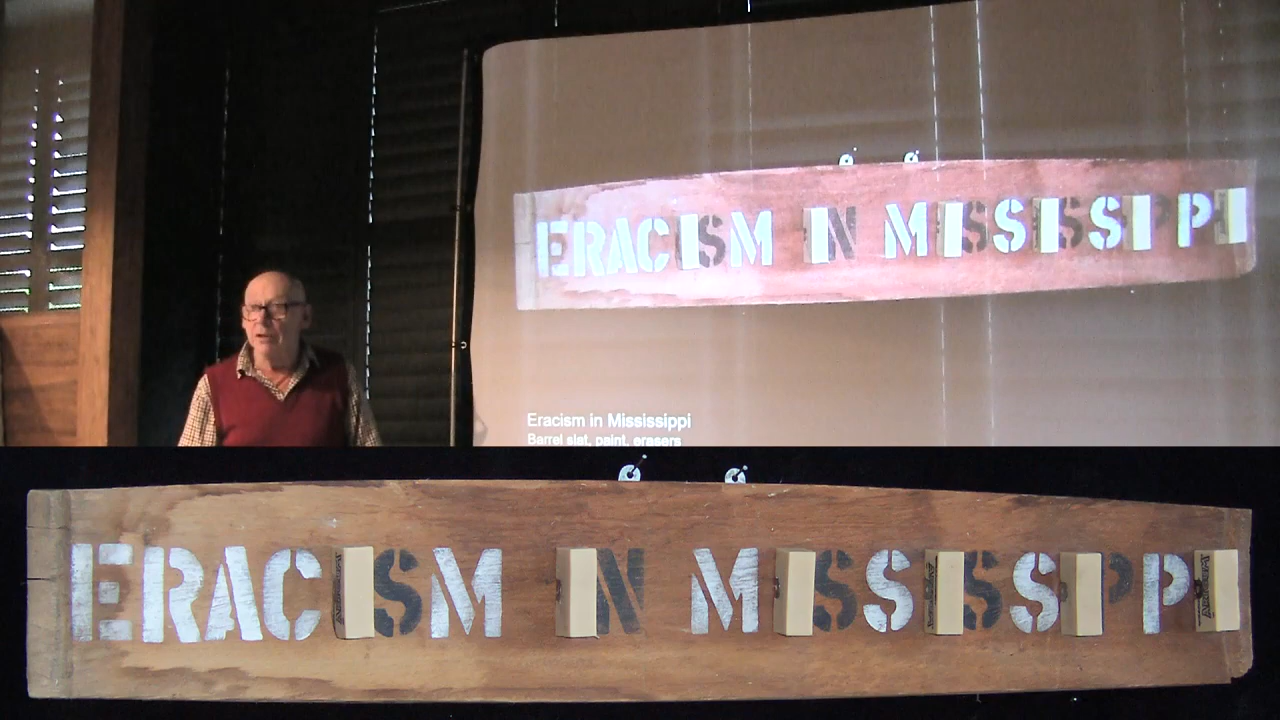 ERACISM IN MISSISSIPPI
Eracism in Mississippi
Barrel slat, paint, erasers
ERACISM IN MISSISSIPPI